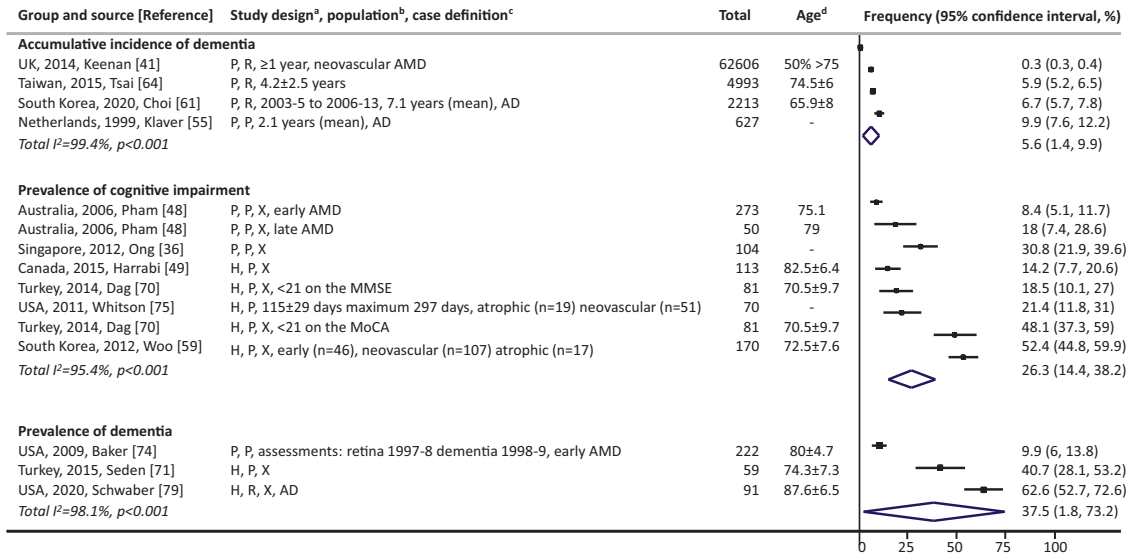 Group and source [Reference] Study designᵃ, populationᵇ, case definitionᶜ Total Ageᵈ Frequency (95% confidence interval, %)
Accumulative incidence of dementia
UK, 2014, Keenan [41] P, R, ≥1 year, neovascular AMD 62606 50% >75 0.3 (0.3, 0.4)
Taiwan, 2015, Tsai [64] P, R, 4.2±2.5 years 4993 74.5±6 5.9 (5.2, 6.5)
South Korea, 2020, Choi [61] P, R, 2003-5 to 2006-13, 7.1 years (mean), AD 2213 65.9±8 6.7 (5.7, 7.8)
Netherlands, 1999, Klaver [55] P, P, 2.1 years (mean), AD 627 - 9.9 (7.6, 12.2)
Total I²=99.4%, p<0.001 5.6 (1.4, 9.9)
Prevalence of cognitive impairment
Australia, 2006, Pham [48] P, P, X, early AMD 273 75.1 8.4 (5.1, 11.7)
Australia, 2006, Pham [48] P, P, X, late AMD 50 79 18 (7.4, 28.6)
Singapore, 2012, Ong [36] P, P, X 104 - 30.8 (21.9, 39.6)
Canada, 2015, Harrabi [49] H, P, X 113 82.5±6.4 14.2 (7.7, 20.6)
Turkey, 2014, Dag [70] H, P, X, <21 on the MMSE 81 70.5±9.7 18.5 (10.1, 27)
USA, 2011, Whitson [75] H, P, 115±29 days maximum 297 days, atrophic (n=19) neovascular (n=51) 70 - 21.4 (11.8, 31)
Turkey, 2014, Dag [70] H, P, X, <21 on the MoCA 81 70.5±9.7 48.1 (37.3, 59)
South Korea, 2012, Woo [59] H, P, X, early (n=46), neovascular (n=107) atrophic (n=17) 170 72.5±7.6 52.4 (44.8, 59.9)
Total I²=95.4%, p<0.001 26.3 (14.4, 38.2)
Prevalence of dementia
USA, 2009, Baker [74] P, P, assessments: retina 1997-8 dementia 1998-9, early AMD 222 80±4.7 9.9 (6, 13.8)
Turkey, 2015, Seden [71] H, P, X 59 74.3±7.3 40.7 (28.1, 53.2)
USA, 2020, Schwaber [79] H, R, X, AD 91 87.6±6.5 62.6 (52.7, 72.6)
Total I²=98.1%, p<0.001 37.5 (1.8, 73.2)
0 25 50 75 100